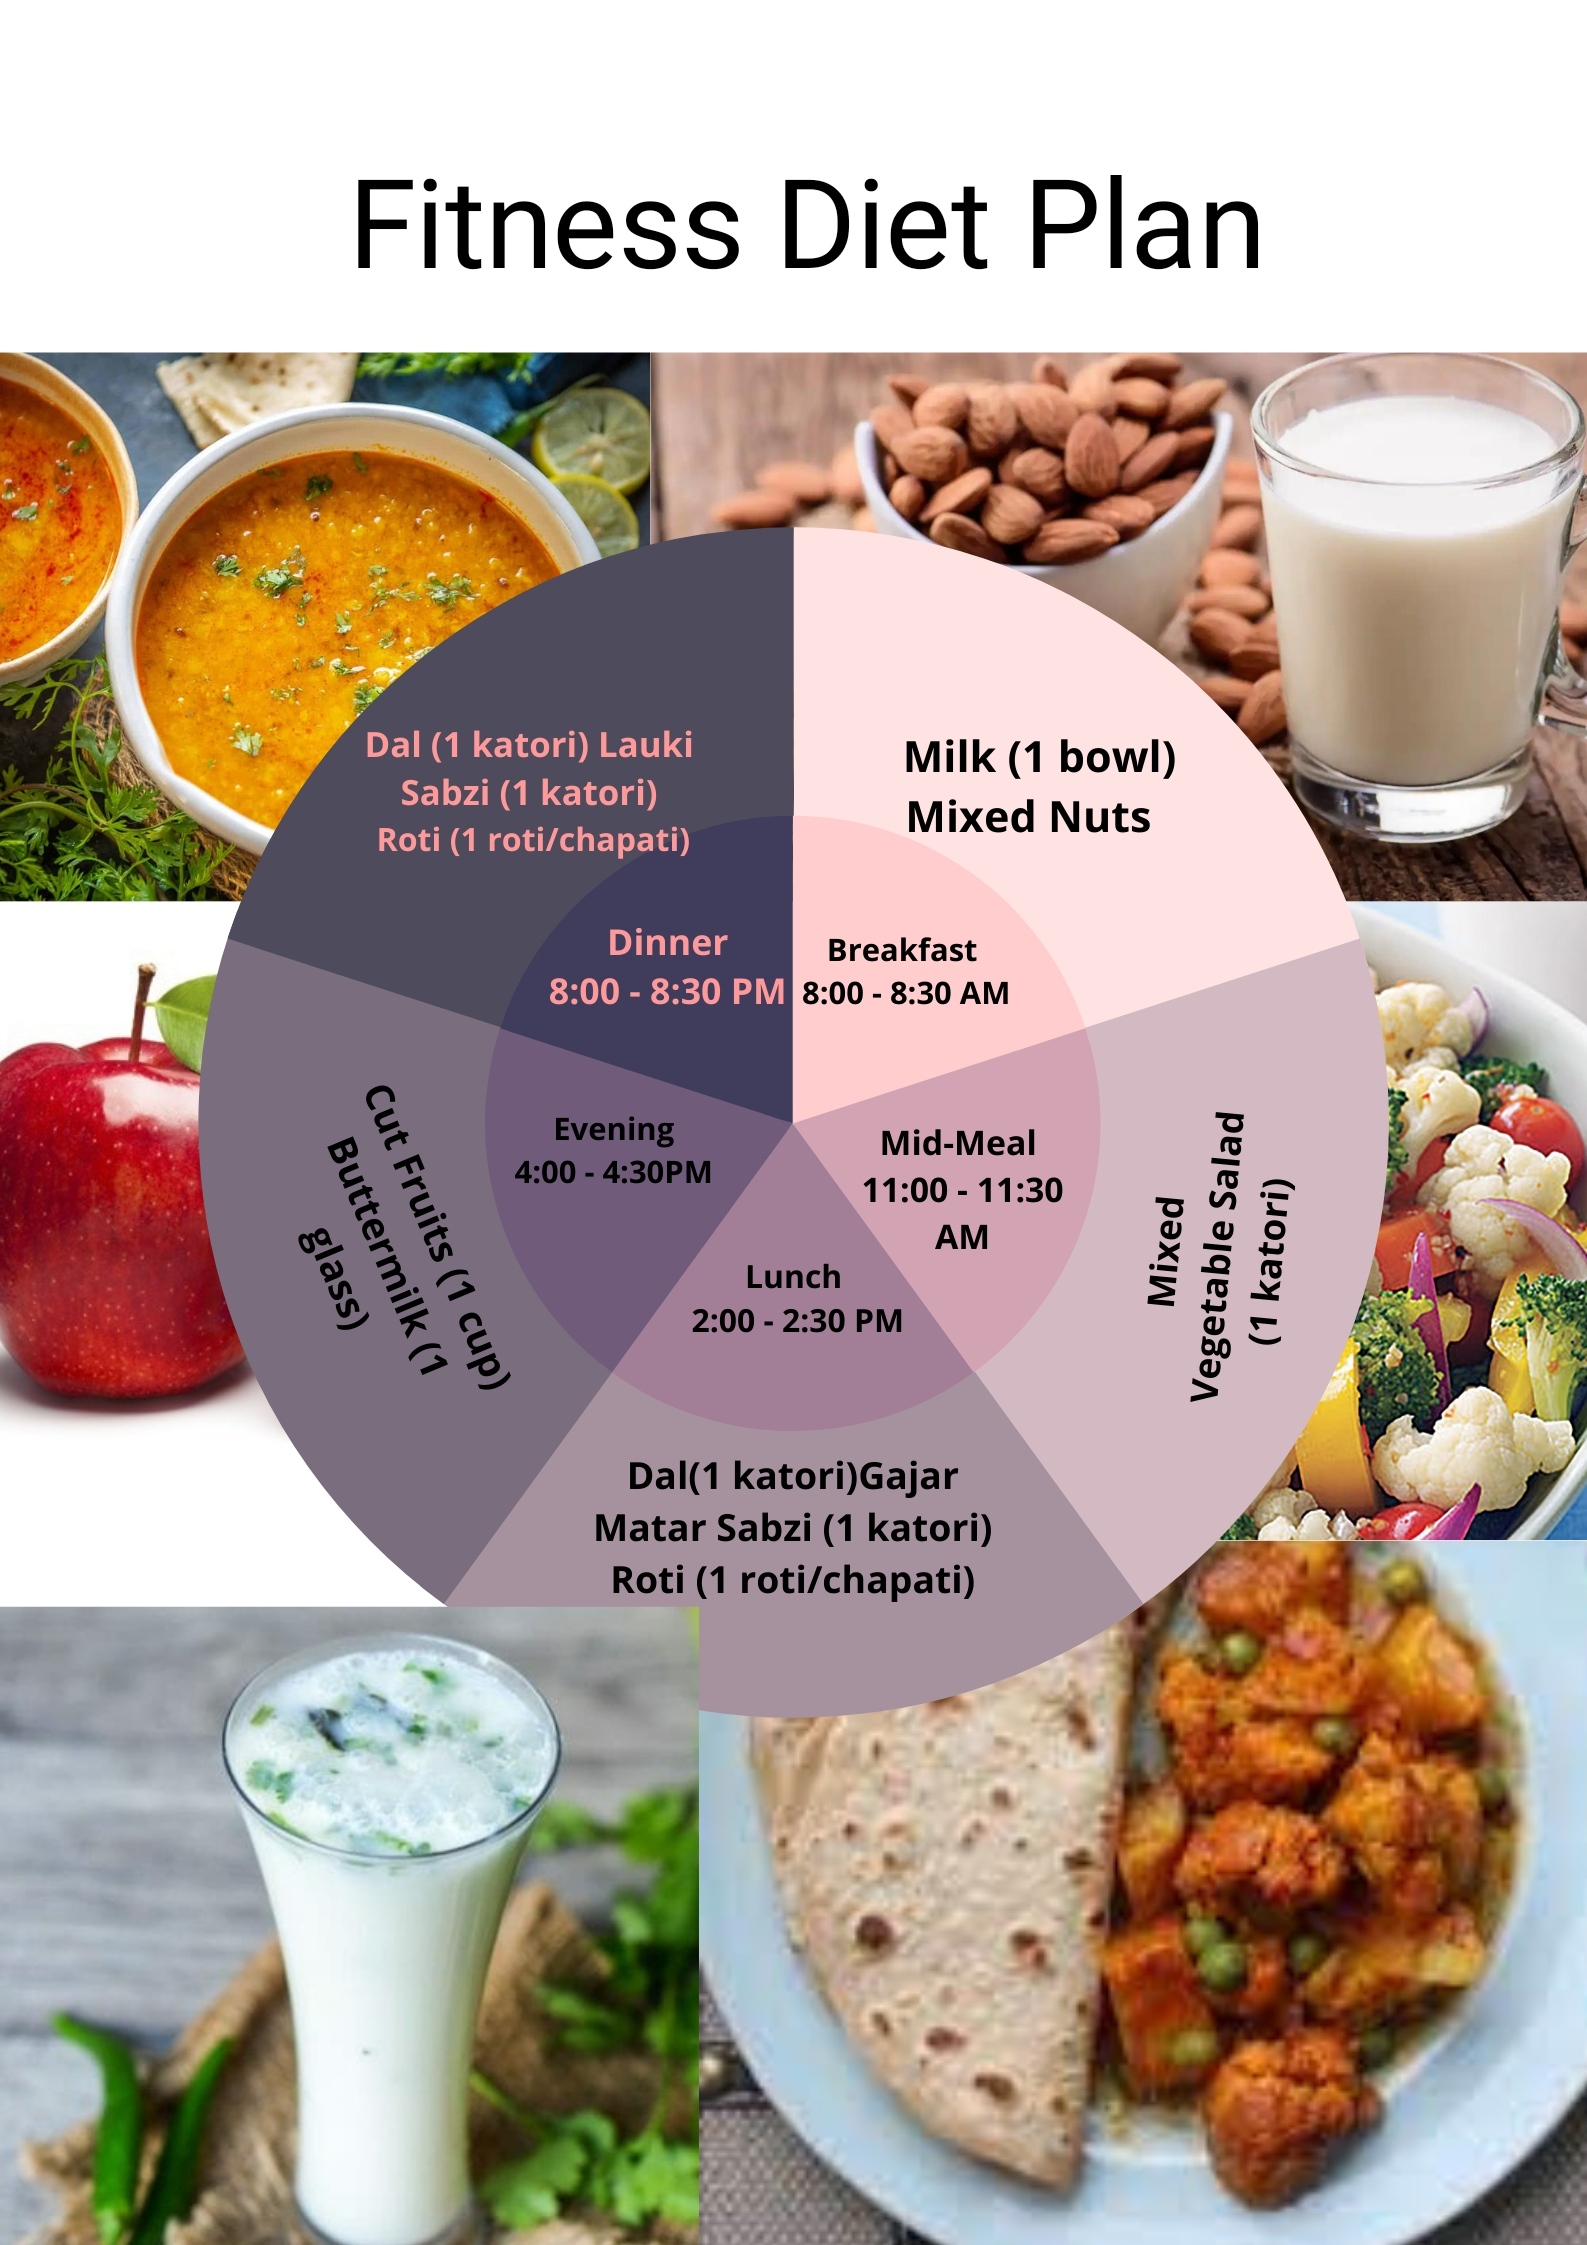 Fitness Diet Plan
Dal (1 katori) Lauki
Sabzi (1 katori)
Roti (1 roti/chapati)
Milk (1 bowl)
Mixed Nuts
Dinner
8:00 - 8:30 PM
Breakfast
8:00 - 8:30 AM
Cut Fruits (1 cup)
Buttermilk (1
glass)
Evening
4:00 - 4:30PM
Mid-Meal
11:00 - 11:30
AM
Mixed
Vegetable Salad
(1 katori)
Lunch
2:00 - 2:30 PM
Dal(1 katori)Gajar
Matar Sabzi (1 katori)
Roti (1 roti/chapati)